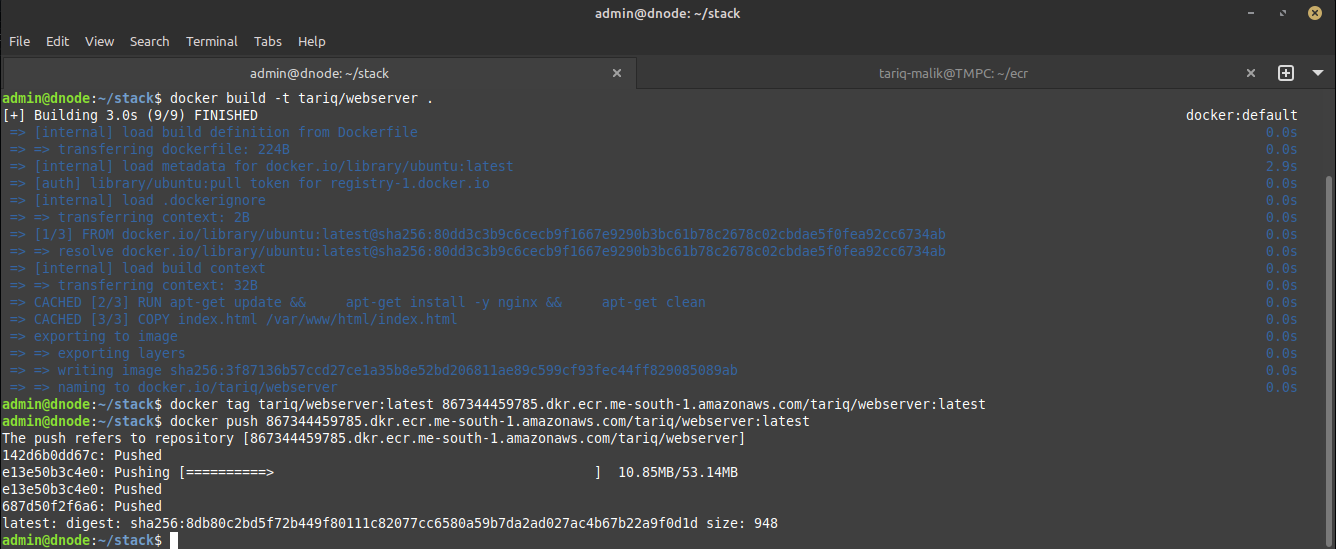 admin@dnode: ~/stack
File Edit View Search Terminal Tabs Help
admin@dnode: ~/stack
tariq-malik@TMPC: ~/ecr
admin@dnode:~/stack$ docker build -t tariq/webserver .
[+] Building 3.0s (9/9) FINISHED docker:default
=> [internal] load build definition from Dockerfile 0.0s
=> => transferring dockerfile: 224B 0.0s
=> [internal] load metadata for docker.io/library/ubuntu:latest 2.9s
=> [auth] library/ubuntu:pull token for registry-1.docker.io 0.0s
=> [internal] load .dockerignore 0.0s
=> => transferring context: 2B 0.0s
=> [1/3] FROM docker.io/library/ubuntu:latest@sha256:80dd3c3b9c6cecb9f1667e9290b3bc61b78c2678c02cbdae5f0fea92cc6734ab 0.0s
=> => resolve docker.io/library/ubuntu:latest@sha256:80dd3c3b9c6cecb9f1667e9290b3bc61b78c2678c02cbdae5f0fea92cc6734ab 0.0s
=> [internal] load build context 0.0s
=> => transferring context: 32B 0.0s
=> CACHED [2/3] RUN apt-get update &&     apt-get install -y nginx &&     apt-get clean 0.0s
=> CACHED [3/3] COPY index.html /var/www/html/index.html 0.0s
=> exporting to image 0.0s
=> => exporting layers 0.0s
=> => writing image sha256:3f87136b57ccd27ce1a35b8e52bd206811ae89c599cf93fec44ff829085089ab 0.0s
=> => naming to docker.io/tariq/webserver 0.0s
admin@dnode:~/stack$ docker tag tariq/webserver:latest 867344459785.dkr.ecr.me-south-1.amazonaws.com/tariq/webserver:latest
admin@dnode:~/stack$ docker push 867344459785.dkr.ecr.me-south-1.amazonaws.com/tariq/webserver:latest
The push refers to repository [867344459785.dkr.ecr.me-south-1.amazonaws.com/tariq/webserver]
142d6b0dd67c: Pushed
e13e50b3c4e0: Pushing [==========>                                        ]  10.85MB/53.14MB
e13e50b3c4e0: Pushed
687d50f2f6a6: Pushed
latest: digest: sha256:8db80c2bd5f72b449f80111c82077cc6580a59b7da2ad027ac4b67b22a9f0d1d size: 948
admin@dnode:~/stack$